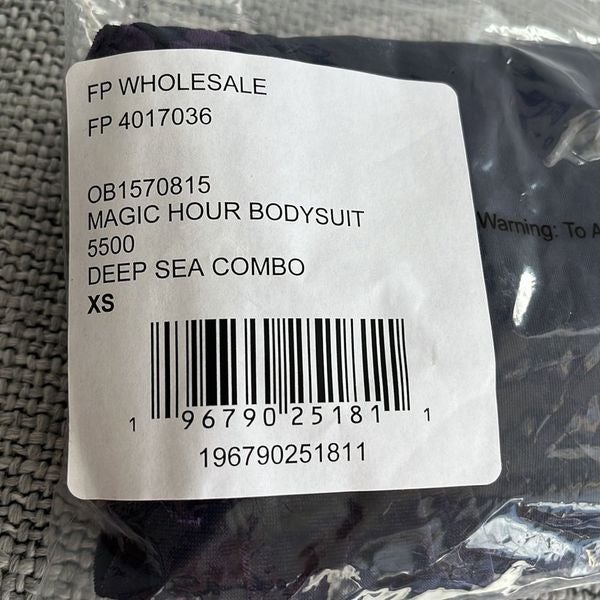 FP WHOLESALE
FP 4017036
OB1570815
MAGIC HOUR BODYSUIT
5500
DEEP SEA COMBO
XS
1 96790 25181 1
196790251811
Warning: To A